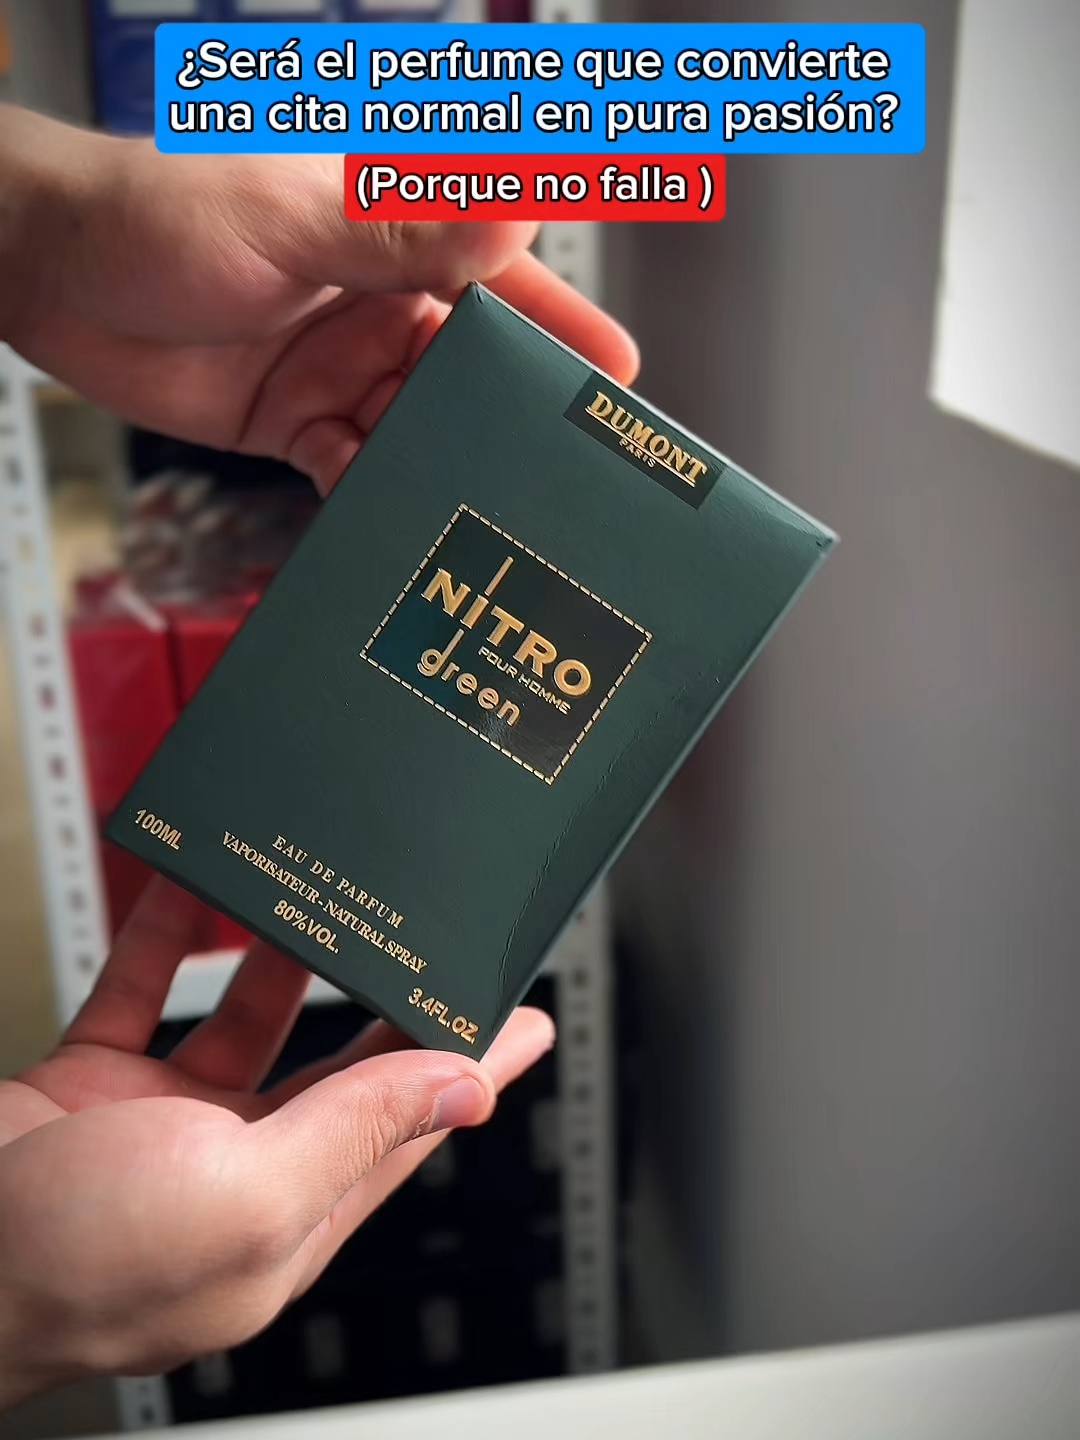 ¿Será el perfume que convierte
una cita normal en pura pasión?
(Porque no falla )
DUMONT
PARIS
NITRO
POUR HOMME
green
100ML
EAU DE PARFUM
VAPORISATEUR-NATURAL SPRAY
80%VOL.
3.4FL.OZ.